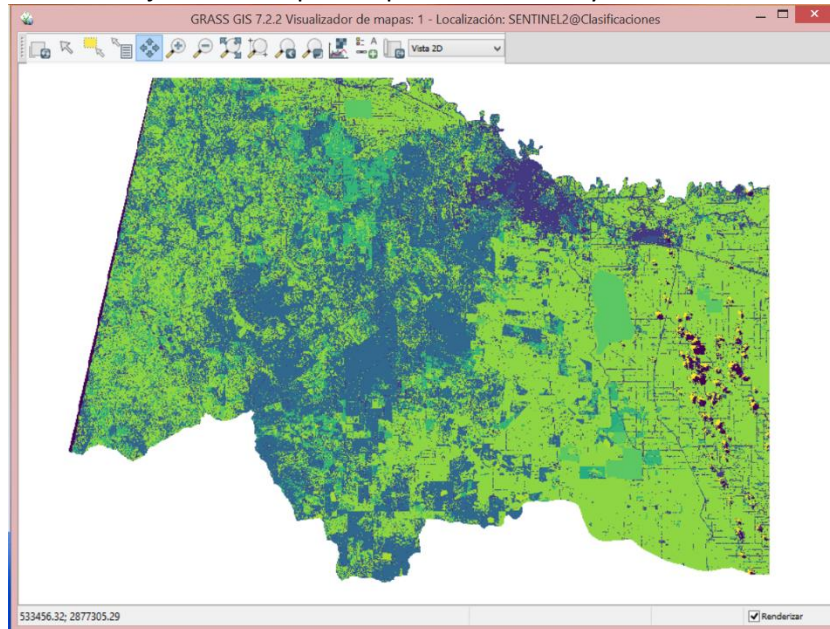 GRASS GIS 7.2.2 Visualizador de mapas: 1 - Localización: SENTINEL2@Clasificaciones
Vista 2D
533456.32; 2877305.29
Renderizar